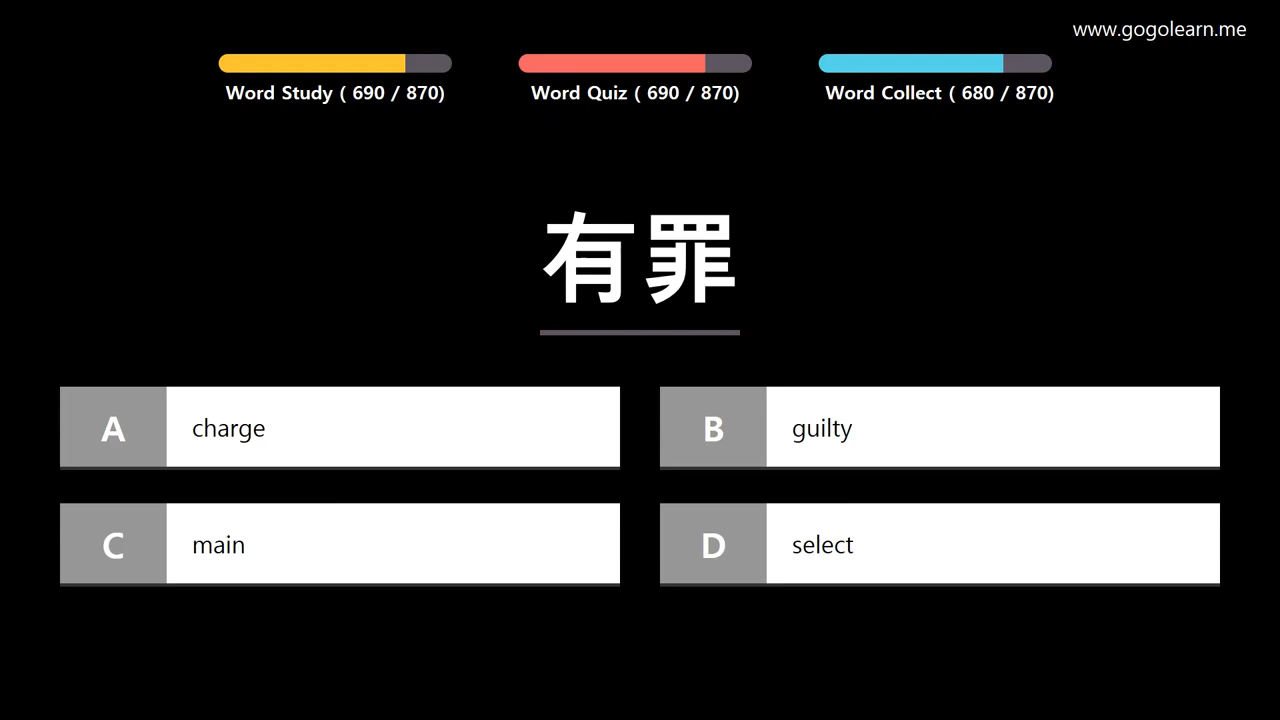 www.gogolearn.me
Word Study ( 690 / 870)
Word Quiz ( 690 / 870)
Word Collect ( 680 / 870)
有罪
A charge
B guilty
C main
D select